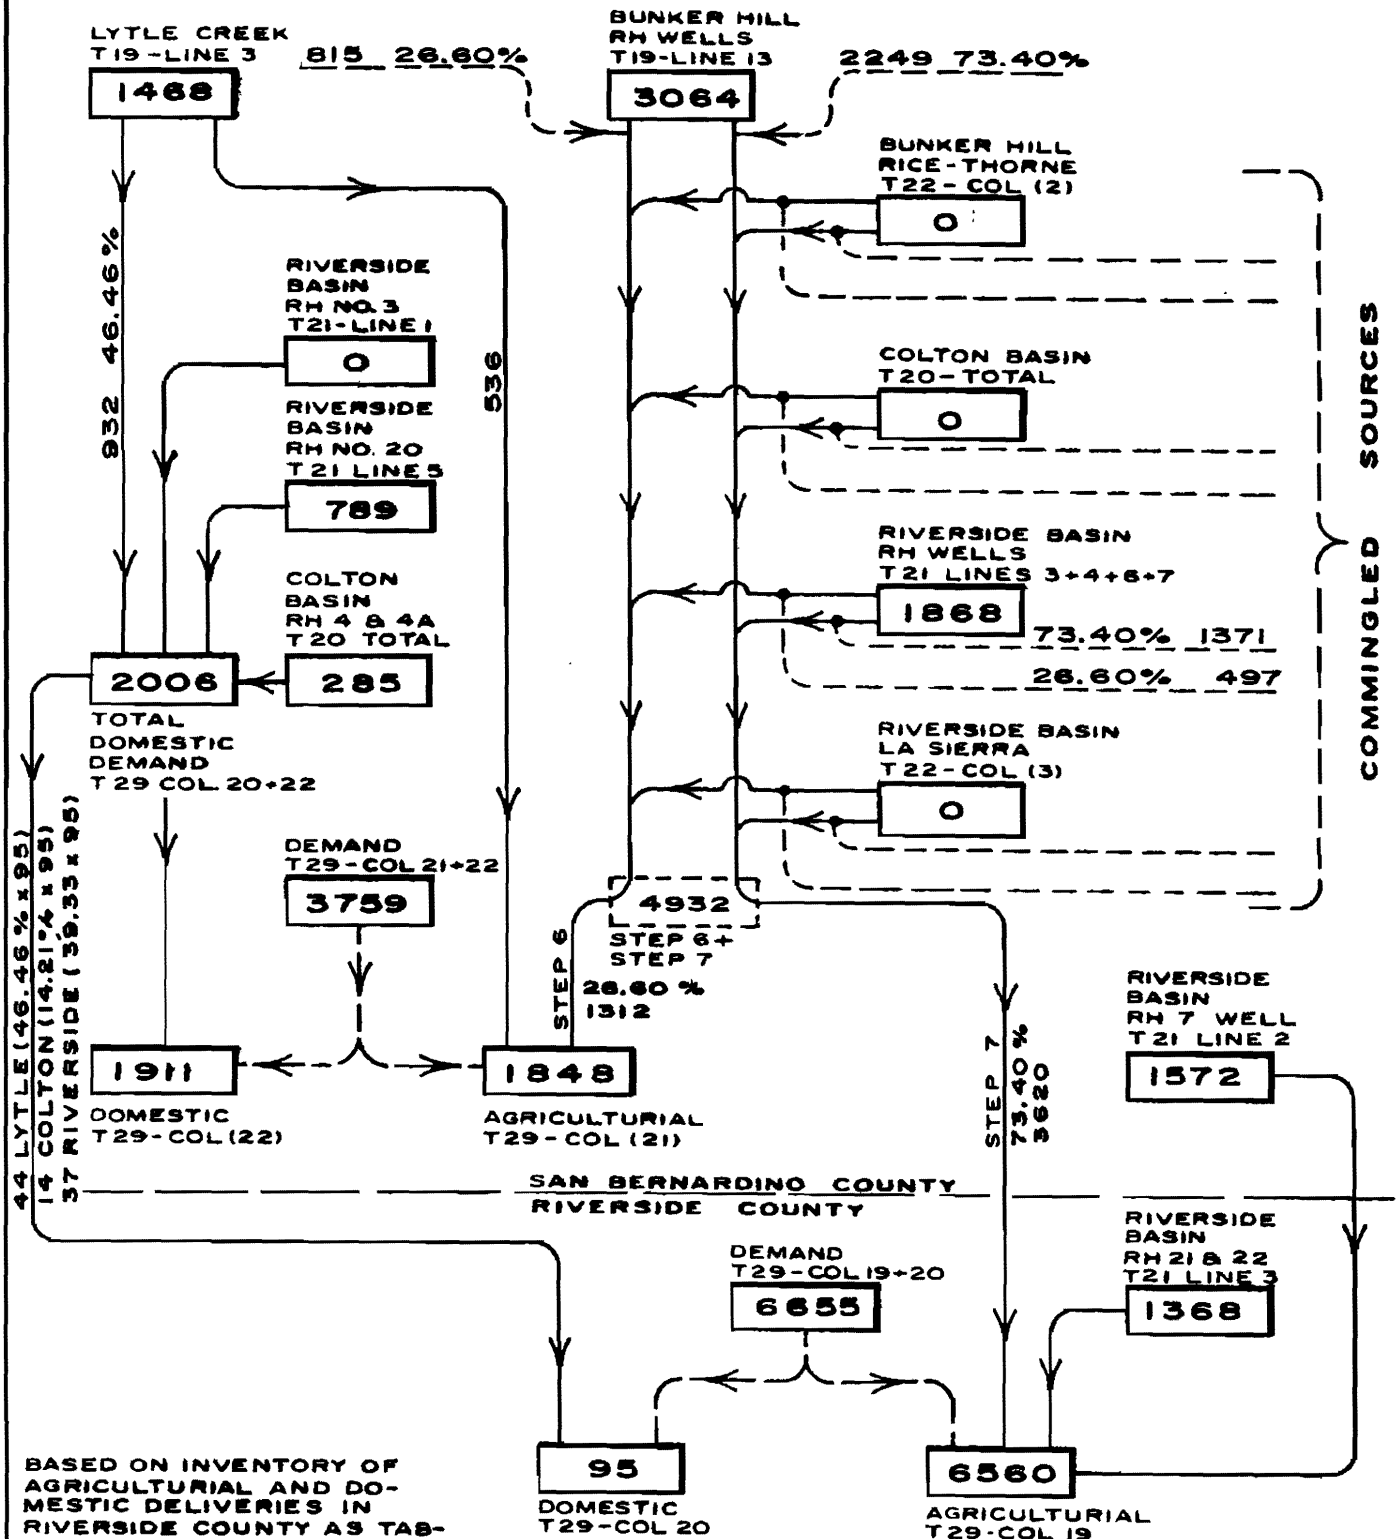 LYTLE CREEK
T19-LINE 3
1468
815 26.60%
BUNKER HILL
RH WELLS
T19-LINE 13
3064
2249 73.40%
BUNKER HILL
RICE-THORNE
T22-COL (2)
0
932 46.46%
536
RIVERSIDE
BASIN
RH NO. 3
T21-LINE 1
0
RIVERSIDE
BASIN
RH NO. 20
T21 LINE 5
789
COLTON
BASIN
RH 4 & 4A
T20 TOTAL
285
2006
TOTAL
DOMESTIC
DEMAND
T29 COL. 20+22
COLTON BASIN
T20-TOTAL
0
RIVERSIDE BASIN
RH WELLS
T21 LINES 3+4+6+7
1868
73.40% 1371
26.60% 497
RIVERSIDE BASIN
LA SIERRA
T22-COL (3)
0
COMMINGLED SOURCES
DEMAND
T29-COL 21+22
3759
4932
STEP 6+
STEP 7
STEP 6
26.60 %
1312
1911
DOMESTIC
T29-COL (22)
1848
AGRICULTURIAL
T29-COL (21)
STEP 7
73.40 %
3620
RIVERSIDE
BASIN
RH 7 WELL
T21 LINE 2
1572
44 LYTLE (46.46 % x 95)
14 COLTON (14.21 % x 95)
37 RIVERSIDE (39.33 x 95)
SAN BERNARDINO COUNTY
RIVERSIDE COUNTY
DEMAND
T29-COL 19+20
6655
RIVERSIDE
BASIN
RH 21 & 22
T21 LINE 3
1368
95
DOMESTIC
T29-COL 20
6560
AGRICULTURIAL
T29-COL 19
BASED ON INVENTORY OF
AGRICULTURIAL AND DO-
MESTIC DELIVERIES IN
RIVERSIDE COUNTY AS TAB-